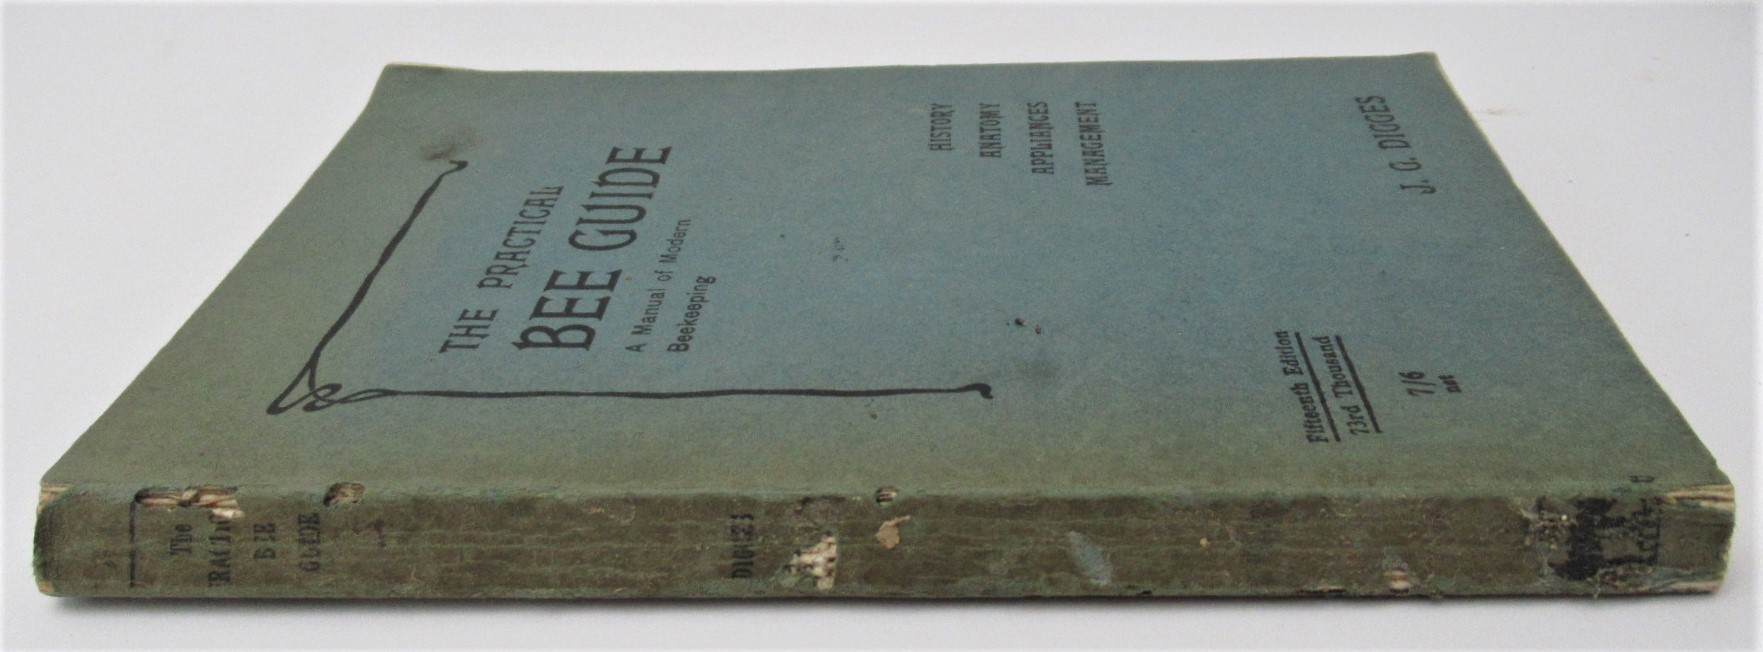 THE PRACTICAL
BEE GUIDE
A Manual of Modern
Beekeeping
HISTORY
ANATOMY
APPLIANCES
MANAGEMENT
J. G. DIGGES
Fifteenth Edition
73rd Thousand
7/6
net
The
BEE
GUIDE
DIGGES